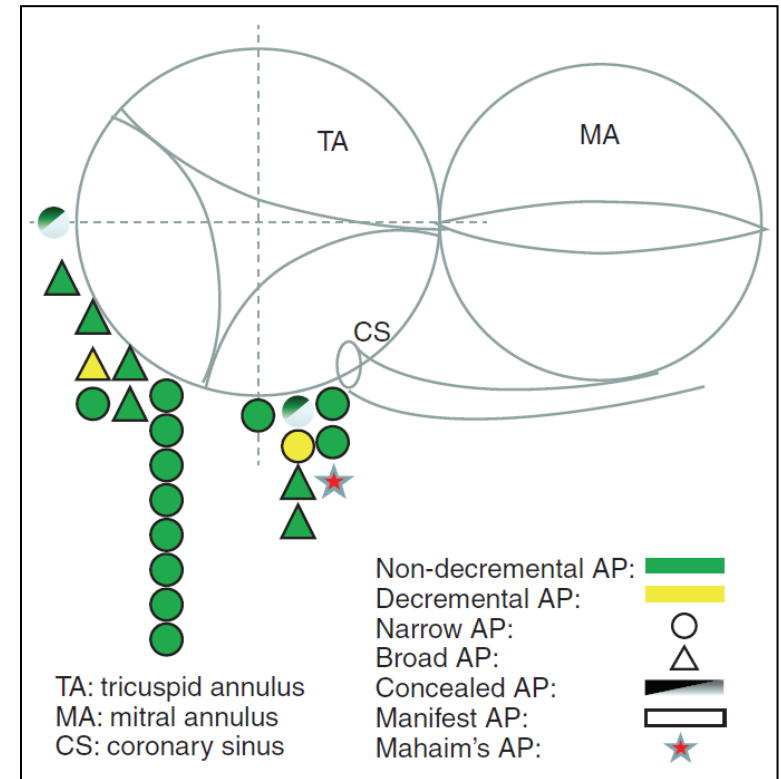 TA
MA
CS
Non-decremental AP:
Decremental AP:
Narrow AP:
Broad AP:
Concealed AP:
Manifest AP:
Mahaim's AP:
TA: tricuspid annulus
MA: mitral annulus
CS: coronary sinus